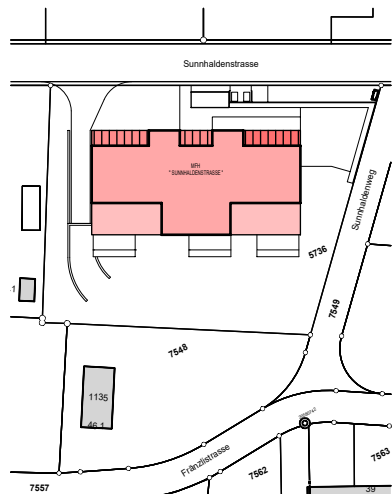 Sunnhaldenstrasse
MFH
" SUNNHALDENSTRASSE "
Sunnhaldenweg
5736
7549
7548
1135
46.1
Fränzlistrasse
7562
7563
7557
39